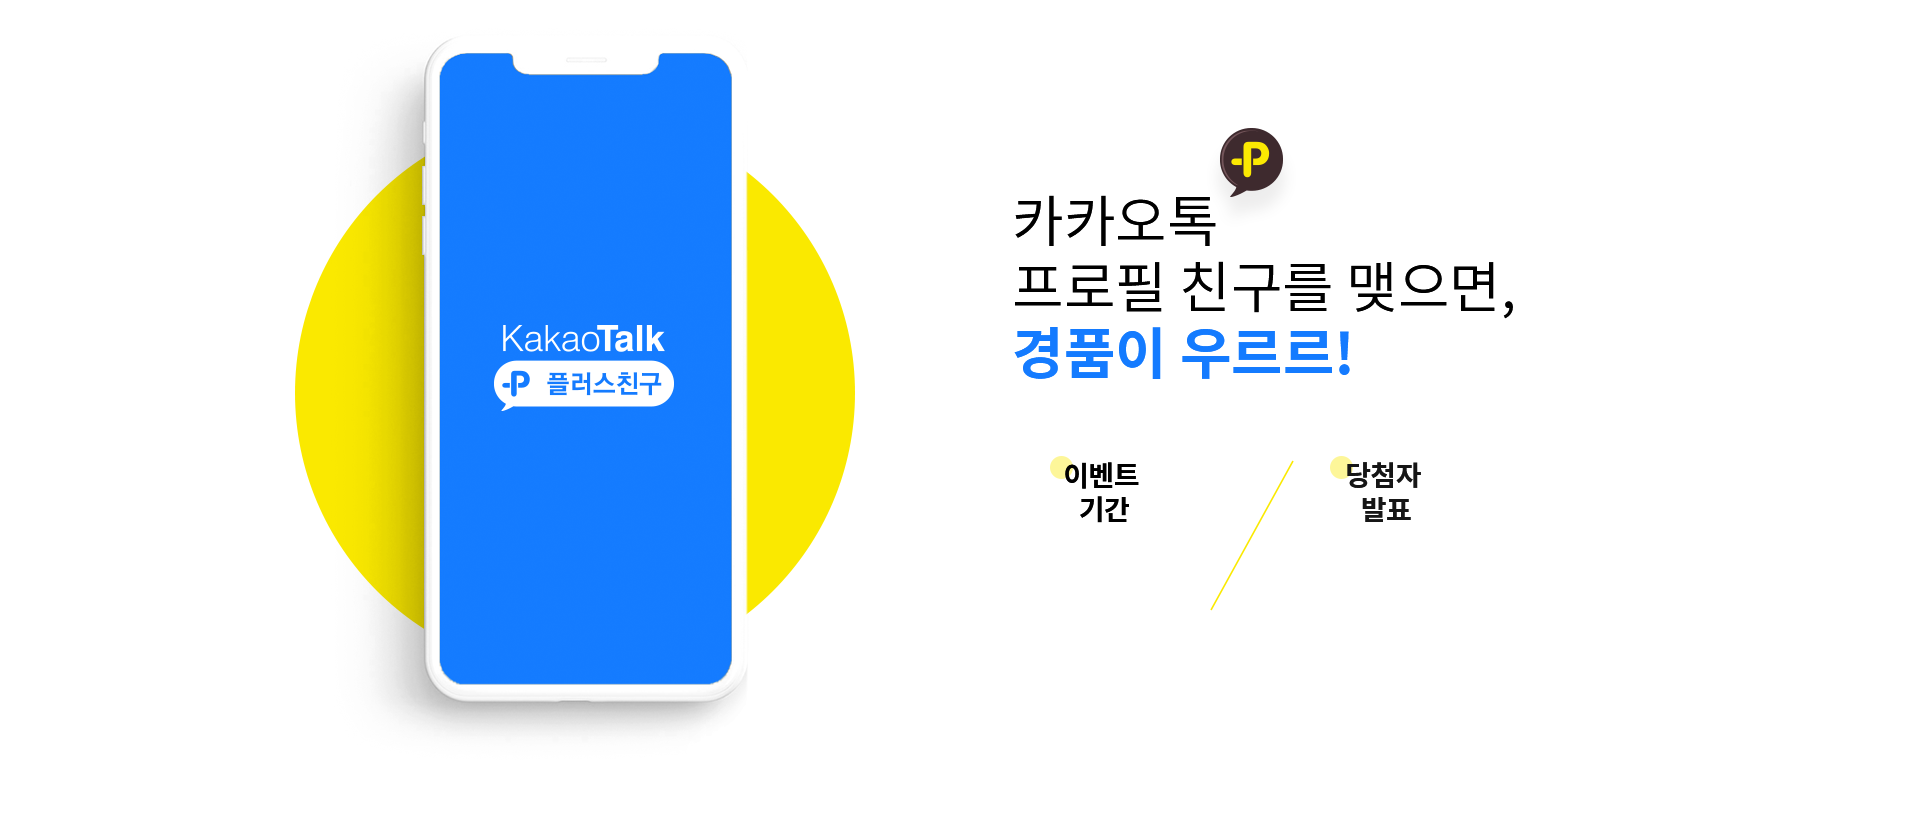 KakaoTalk
플러스친구
카카오톡
프로필 친구를 맺으면,
경품이 우르르!
이벤트
기간
당첨자
발표